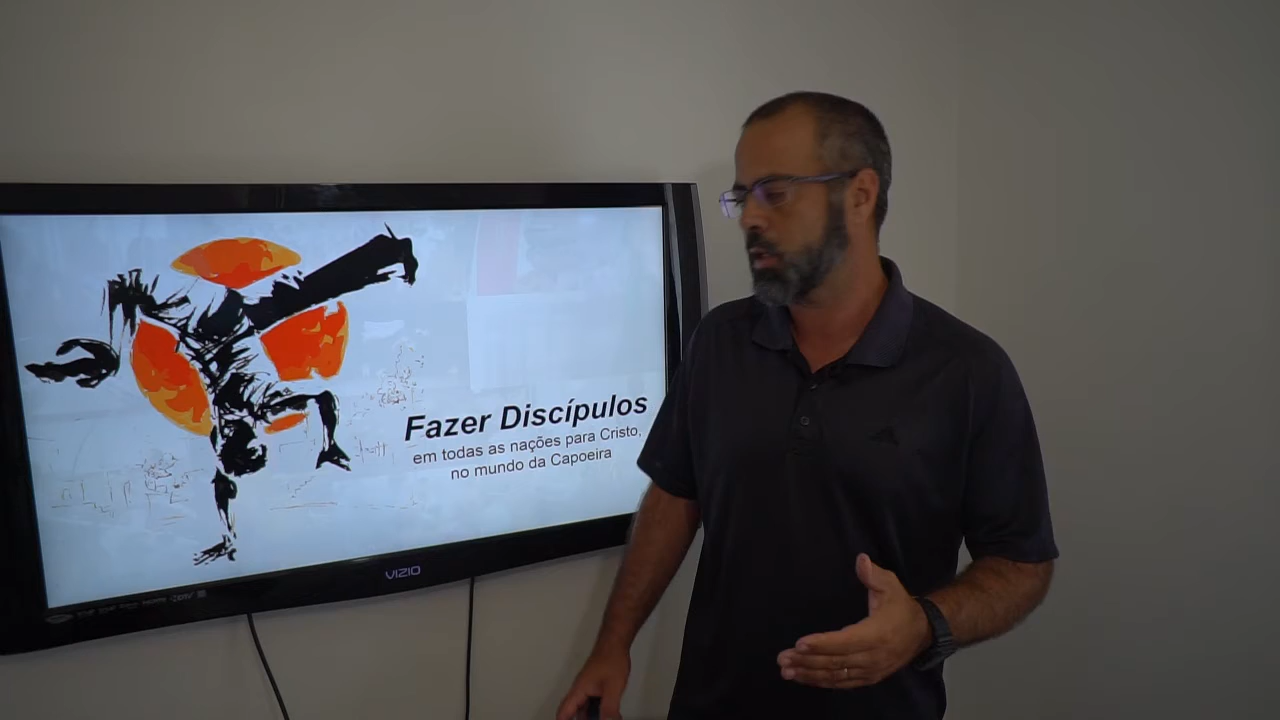 Fazer Discípulos
em todas as nações para Cristo,
no mundo da Capoeira
VIZIO